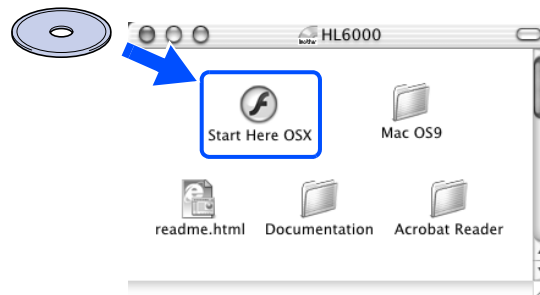 HL6000
Start Here OSX
Mac OS9
readme.html
Documentation
Acrobat Reader